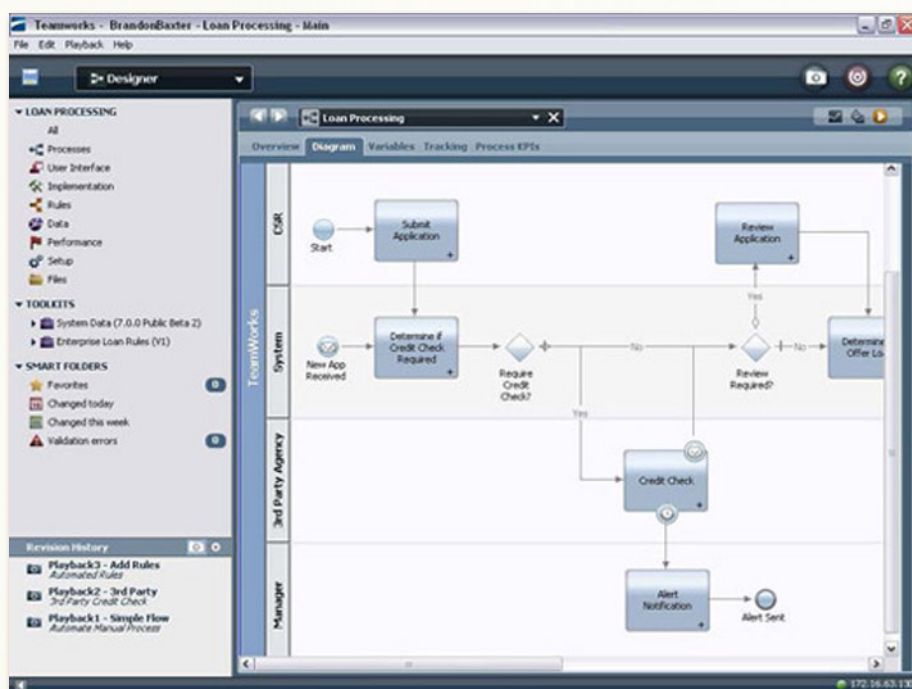 Teamworks - BrandonBaxter - Loan Processing - Main
File Edit Playback Help
Designer
LOAN PROCESSING
All
Processes
User Interface
Implementation
Rules
Data
Performance
Setup
Files
TOOLKITS
System Data (7.0.0 Public Beta 2)
Enterprise Loan Rules (V1)
SMART FOLDERS
Favorites 0
Changed today
Changed this week
Validation errors 0
Revision History
Playback3 - Add Rules
Automated Rules
Playback2 - 3rd Party
3rd Party Credit Check
Playback1 - Simple Flow
Automate Manual Process
Loan Processing
Overview Diagram Variables Tracking Process KPIs
TeamWorks
CSR
Start
Submit
Application
Review
Application
System
New App
Received
Determine if
Credit Check
Required
Require
Credit
Check?
No
Yes
Yes
Review
Required?
No
Determine
Offer Lo
3rd Party Agency
Credit Check
Manager
Alert
Notification
Alert Sent
172.16.63.130